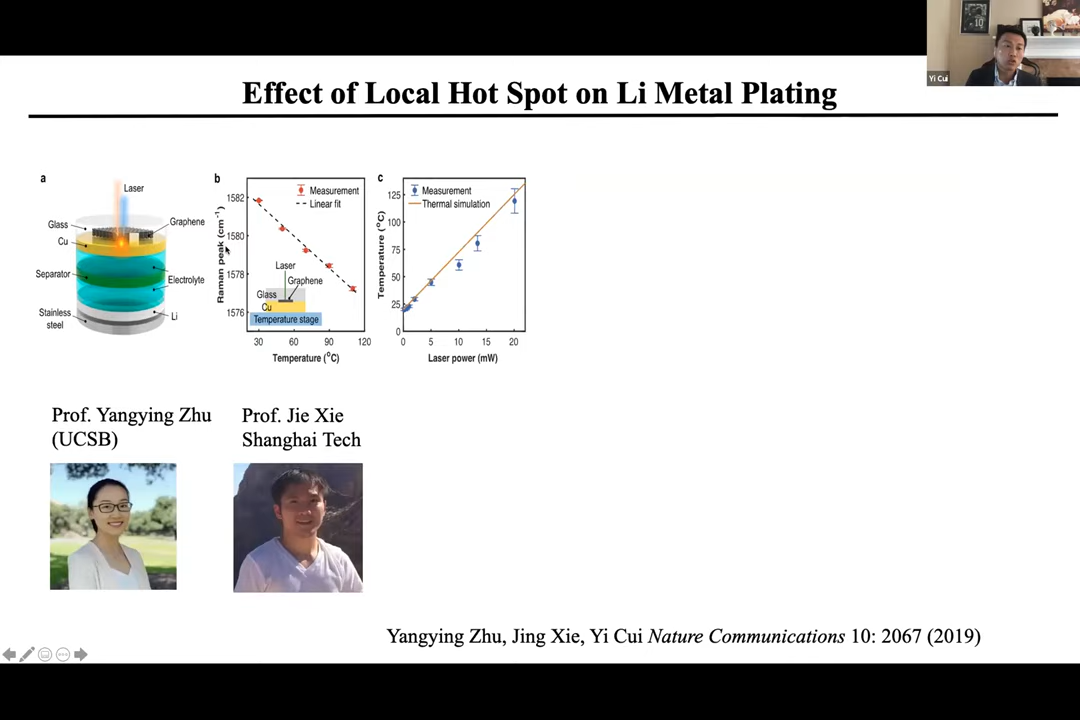 Yi Cui
Effect of Local Hot Spot on Li Metal Plating
a
Laser
Glass
Graphene
Cu
Separator
Electrolyte
Stainless
steel
Li
b
Raman peak (cm⁻¹)
1582
1580
1578
1576
Measurement
Linear fit
Laser
Graphene
Glass
Cu
Temperature stage
30 60 90 120
Temperature (°C)
c
Temperature (°C)
125
100
75
50
25
0
Measurement
Thermal simulation
0 5 10 15 20
Laser power (mW)
Prof. Yangying Zhu
(UCSB)
Prof. Jie Xie
Shanghai Tech
Yangying Zhu, Jing Xie, Yi Cui Nature Communications 10: 2067 (2019)